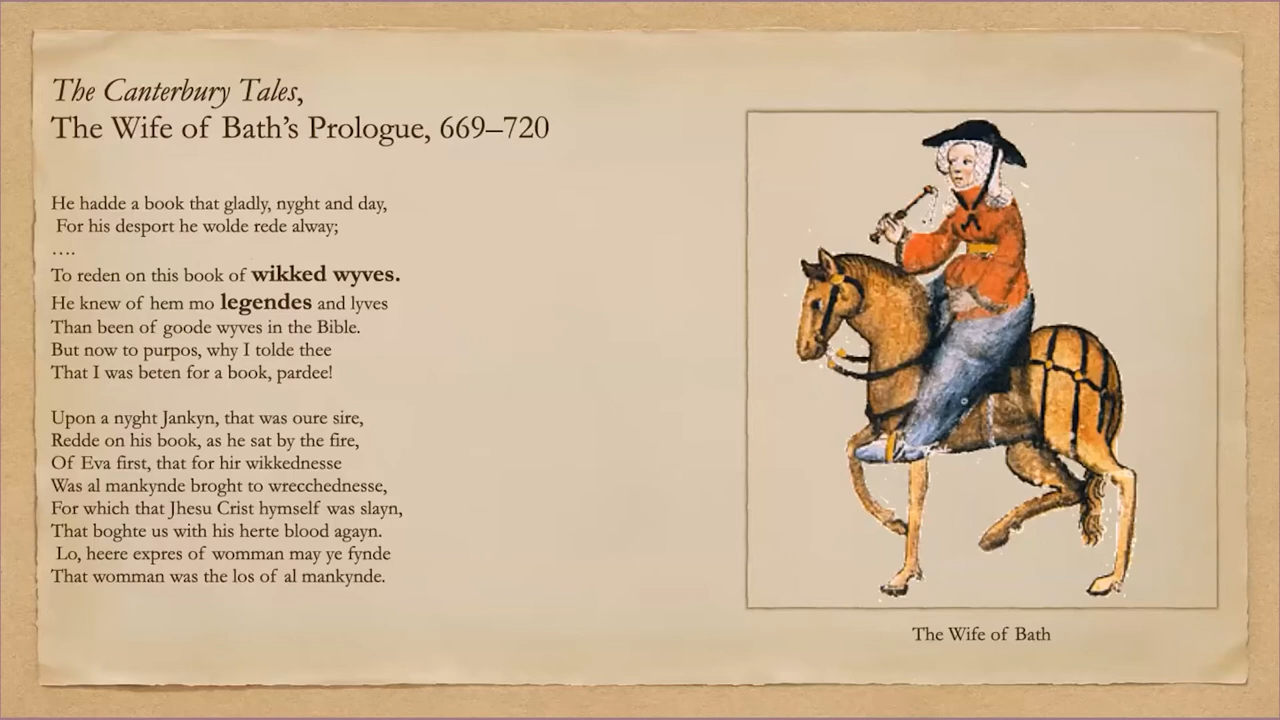 The Canterbury Tales,
The Wife of Bath’s Prologue, 669–720
He hadde a book that gladly, nyght and day,
For his desport he wolde rede alway;
….
To reden on this book of wikked wyves.
He knew of hem mo legendes and lyves
Than been of goode wyves in the Bible.
But now to purpos, why I tolde thee
That I was beten for a book, pardee!
Upon a nyght Jankyn, that was oure sire,
Redde on his book, as he sat by the fire,
Of Eva first, that for hir wikkednesse
Was al mankynde broght to wrecchednesse,
For which that Jhesu Crist hymself was slayn,
That boghte us with his herte blood agayn.
Lo, heere expres of womman may ye fynde
That womman was the los of al mankynde.
The Wife of Bath